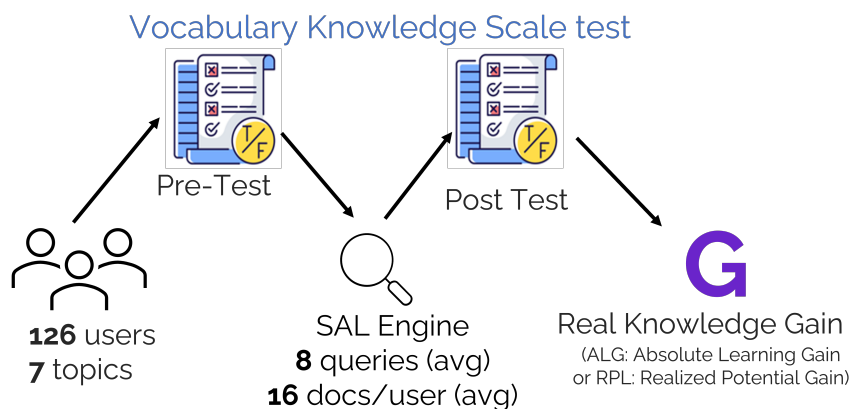 Vocabulary Knowledge Scale test
T/F
Pre-Test
T/F
Post Test
126 users
7 topics
SAL Engine
8 queries (avg)
16 docs/user (avg)
G
Real Knowledge Gain
(ALG: Absolute Learning Gain
or RPL: Realized Potential Gain)